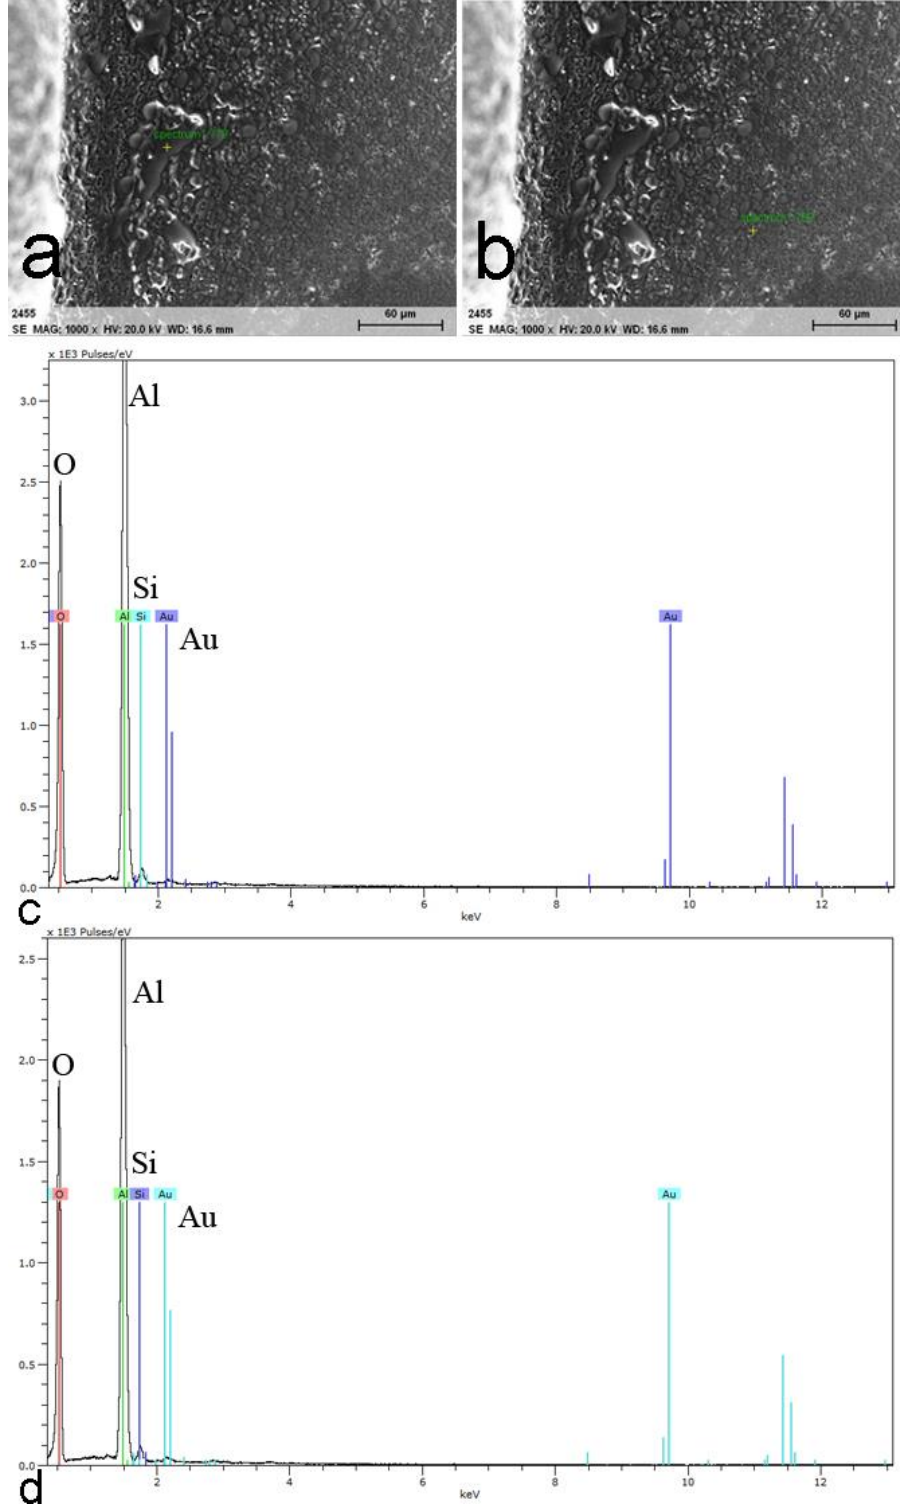 spectrum
a
2455
SE MAG: 1000 x HV: 20.0 kV WD: 16.6 mm
60 µm
b
2455
SE MAG: 1000 x HV: 20.0 kV WD: 16.6 mm
60 µm
x 1E3 Pulses/eV
Al
3.0
O
2.5
2.0
Si
O Al Si Au Au
Au
1.5
1.0
0.5
0.0
2 4 6 8 10 12
keV
c
x 1E3 Pulses/eV
2.5
Al
2.0
O
1.5
Si
O Al Si Au Au
Au
1.0
0.5
0.0
2 4 6 8 10 12
keV
d